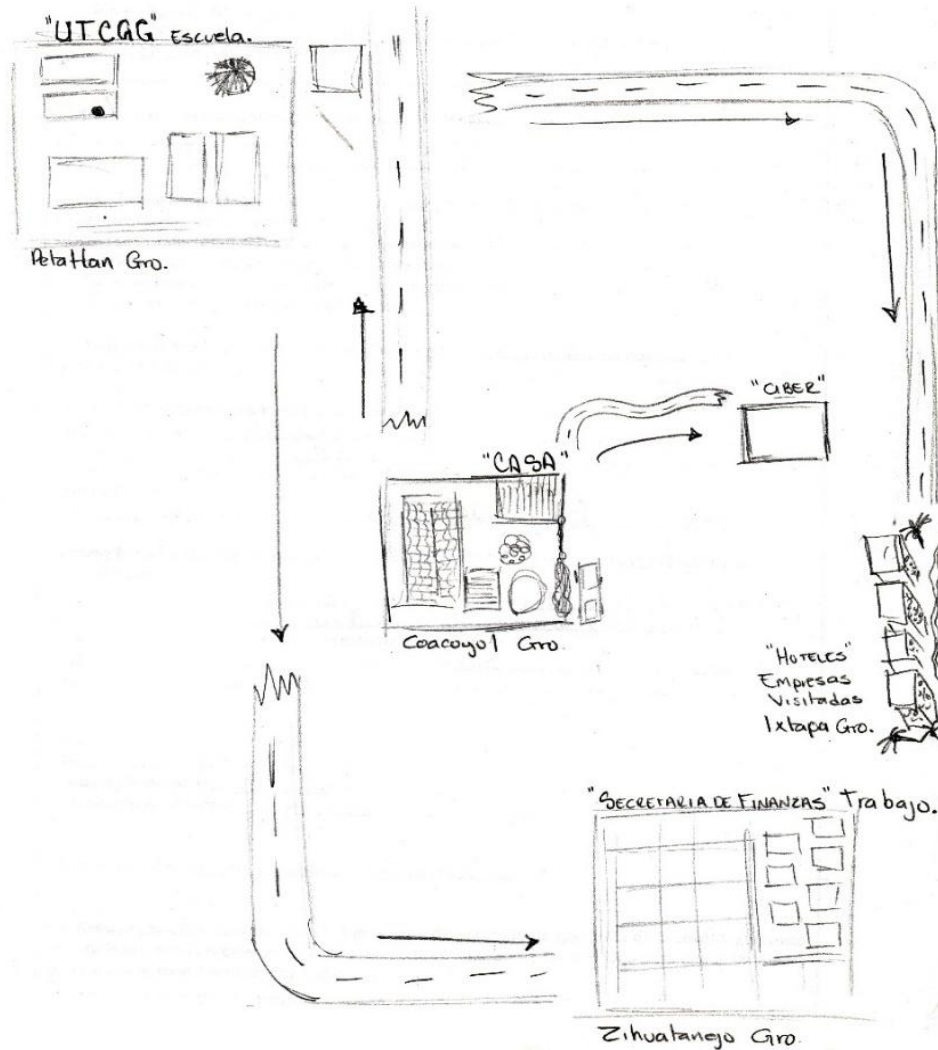 "UTCGG" Escuela.
Petatlan Gro.
"CIBER"
"CASA"
Coacoyol Gro.
"HOTELES"
Empresas
Visitadas
Ixtapa Gro.
"SECRETARIA DE FINANZAS" Trabajo.
Zihuatanejo Gro.